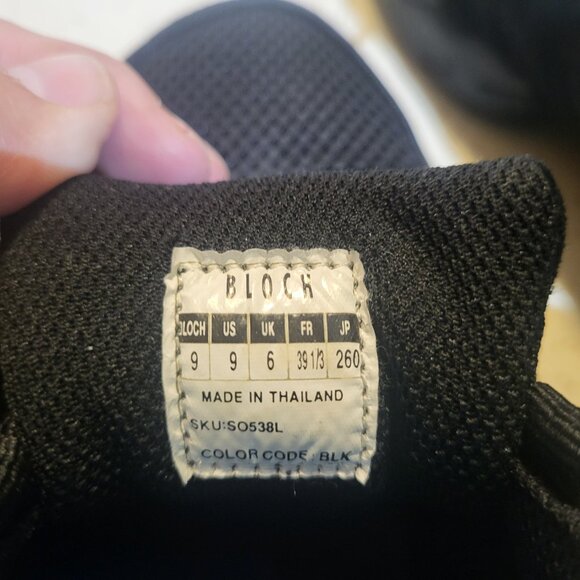 BLOCH
BLOCH US UK FR JP
9 9 6 39 1/3 260
MADE IN THAILAND
SKU:SO538L
COLOR CODE: BLK